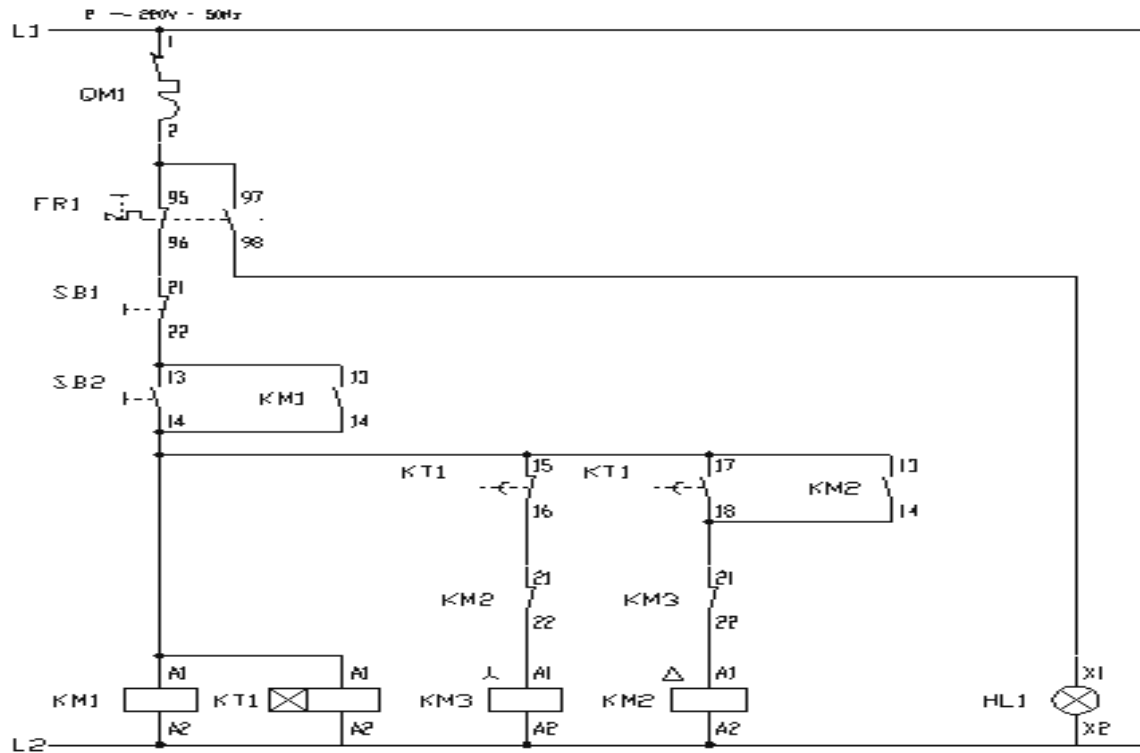 2 ~ 220V - 50Hz
L1
1
QM1
2
FR1
95
97
96
98
SB1
21
22
SB2
13
13
KM1
14
14
KT1
15
KT1
17
13
KM2
16
18
14
21
21
KM2
KM3
22
22
A1
A1
A1
A1
X1
KM1
KT1
KM3
KM2
HL1
A2
A2
A2
A2
X2
L2